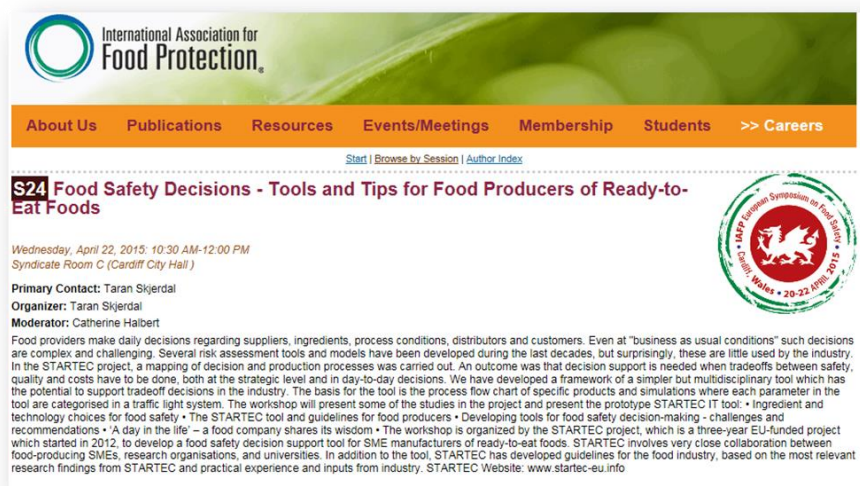 International Association for
Food Protection®
About Us Publications Resources Events/Meetings Membership Students >> Careers
Start | Browse by Session | Author Index
S24 Food Safety Decisions - Tools and Tips for Food Producers of Ready-to-
Eat Foods
IAFP European Symposium on Food Safety
• Cardiff, Wales • 20-22 APRIL 2015 •
Wednesday, April 22, 2015: 10:30 AM-12:00 PM
Syndicate Room C (Cardiff City Hall )
Primary Contact: Taran Skjerdal
Organizer: Taran Skjerdal
Moderator: Catherine Halbert
Food providers make daily decisions regarding suppliers, ingredients, process conditions, distributors and customers. Even at "business as usual conditions" such decisions
are complex and challenging. Several risk assessment tools and models have been developed during the last decades, but surprisingly, these are little used by the industry.
In the STARTEC project, a mapping of decision and production processes was carried out. An outcome was that decision support is needed when tradeoffs between safety,
quality and costs have to be done, both at the strategic level and in day-to-day decisions. We have developed a framework of a simpler but multidisciplinary tool which has
the potential to support tradeoff decisions in the industry. The basis for the tool is the process flow chart of specific products and simulations where each parameter in the
tool are categorised in a traffic light system. The workshop will present some of the studies in the project and present the prototype STARTEC IT tool: • Ingredient and
technology choices for food safety • The STARTEC tool and guidelines for food producers • Developing tools for food safety decision-making - challenges and
recommendations • 'A day in the life' – a food company shares its wisdom • The workshop is organized by the STARTEC project, which is a three-year EU-funded project
which started in 2012, to develop a food safety decision support tool for SME manufacturers of ready-to-eat foods. STARTEC involves very close collaboration between
food-producing SMEs, research organisations, and universities. In addition to the tool, STARTEC has developed guidelines for the food industry, based on the most relevant
research findings from STARTEC and practical experience and inputs from industry. STARTEC Website: www.startec-eu.info